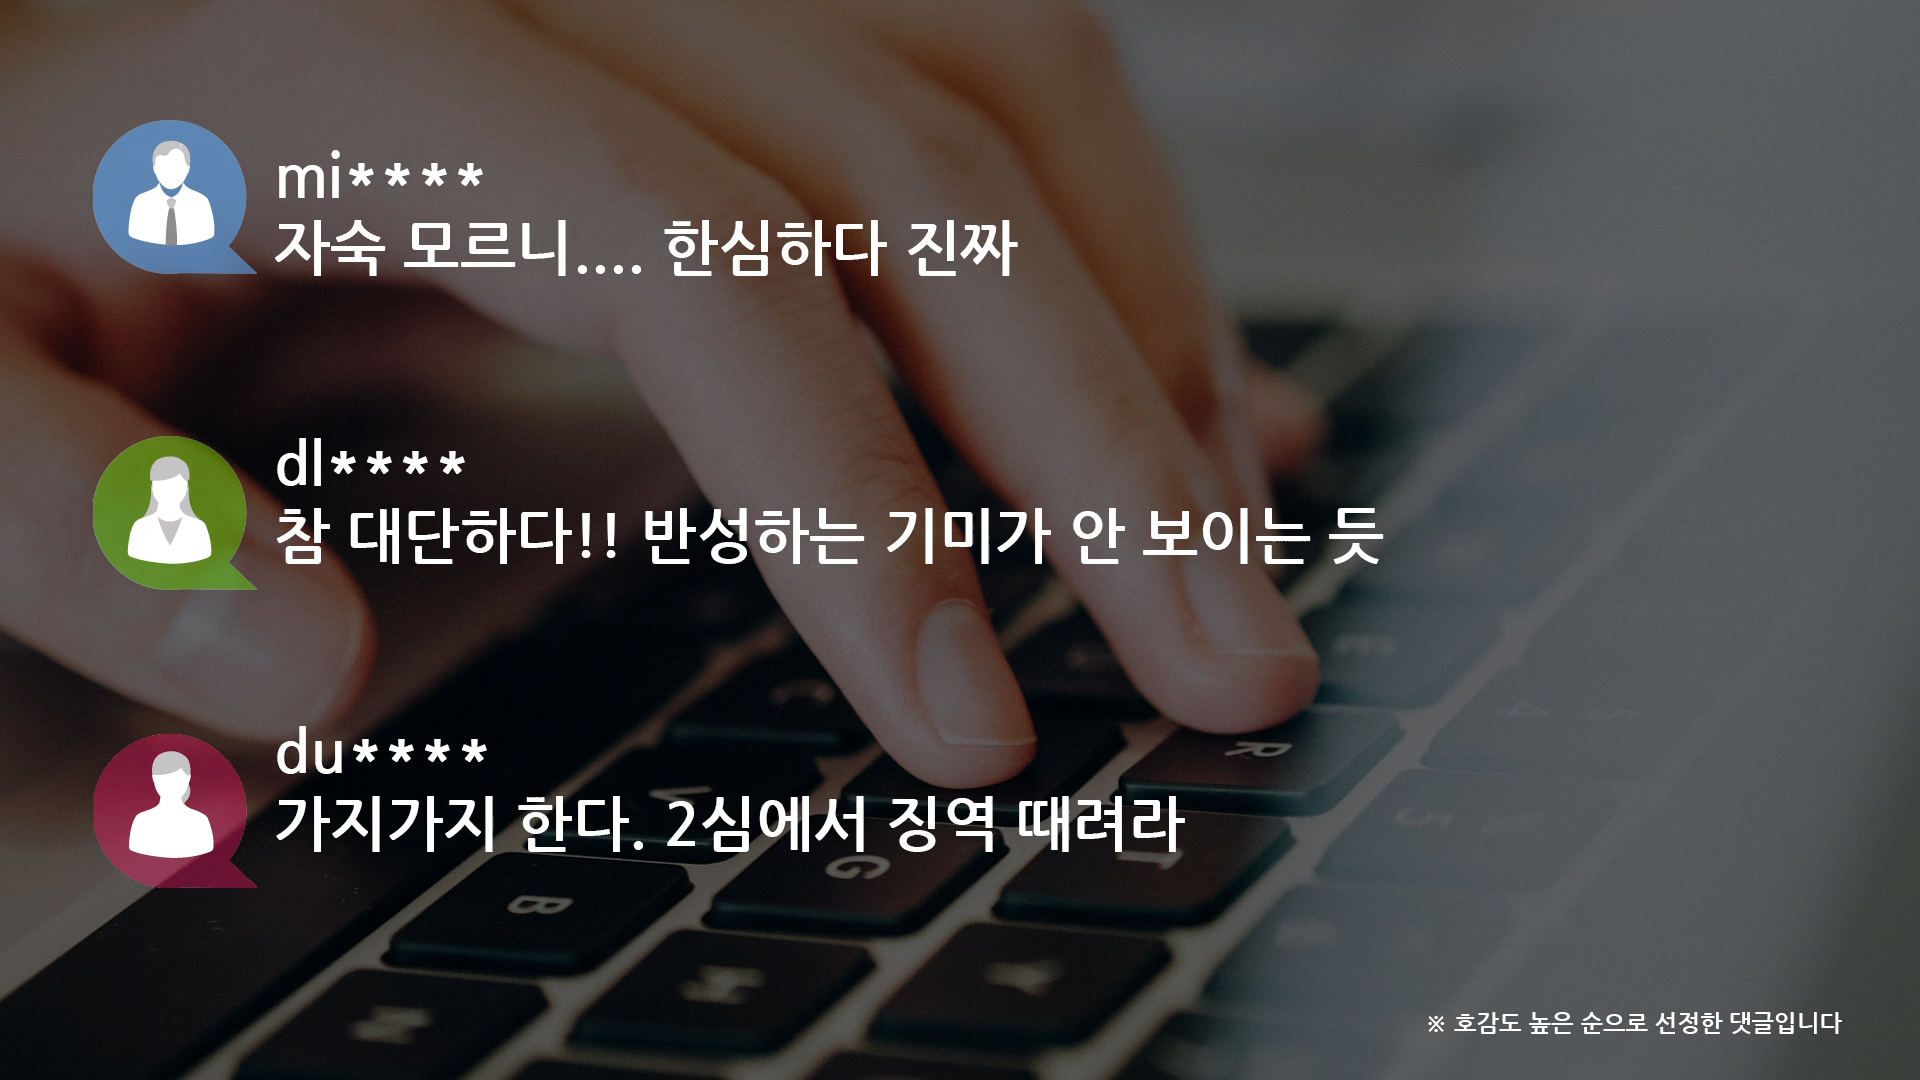 mi****
자숙 모르니.... 한심하다 진짜
dl****
참 대단하다!! 반성하는 기미가 안 보이는 듯
du****
가지가지 한다. 2심에서 징역 때려라
※ 호감도 높은 순으로 선정한 댓글입니다
C
E
R
V
G
T
B
H
Y
N
A
S
5